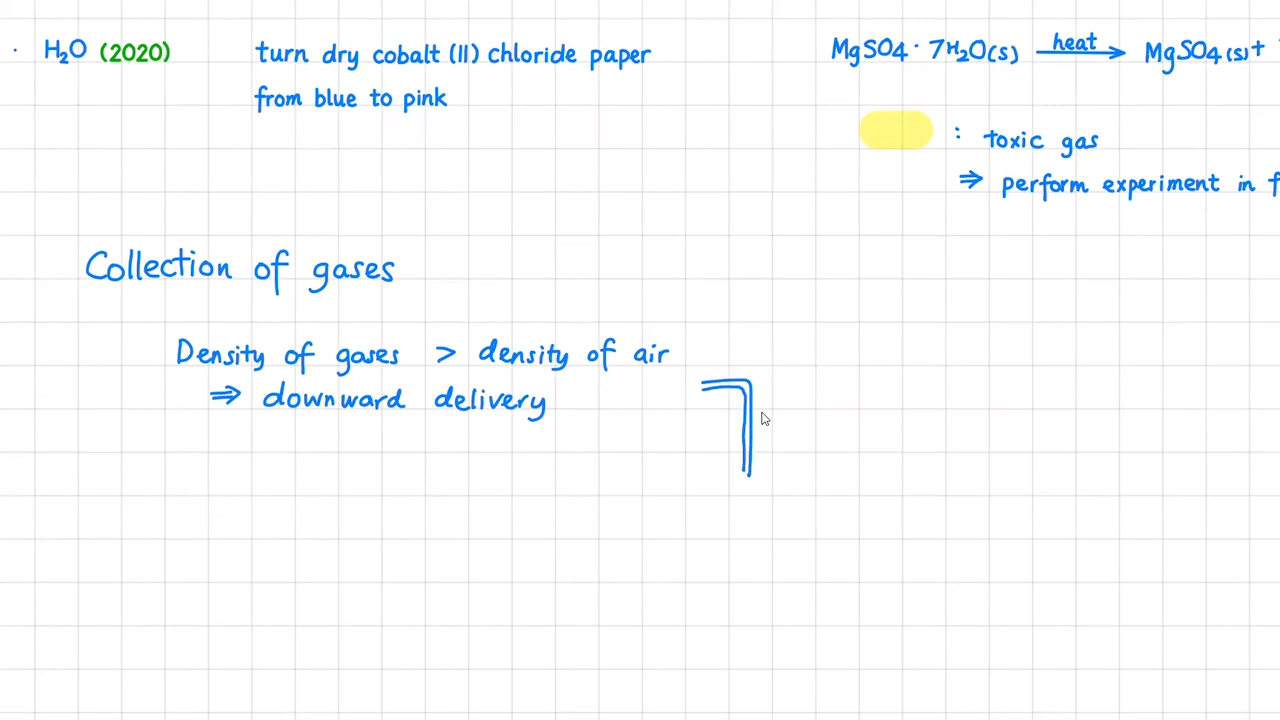 · H₂O (2020) turn dry cobalt (II) chloride paper
from blue to pink
MgSO4 · 7H₂O(s) heat → MgSO4(s) +
: toxic gas
⇒ perform experiment in f
Collection of gases
Density of gases > density of air
⇒ downward delivery